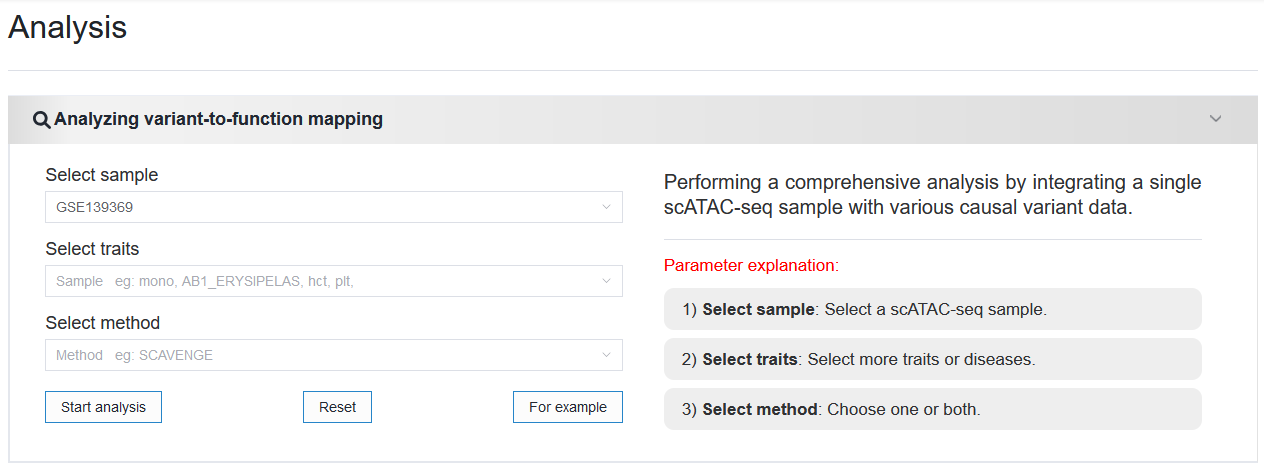 Analysis
Analyzing variant-to-function mapping
Select sample
GSE139369
Select traits
Sample eg: mono, AB1_ERYSIPELAS, hct, plt,
Select method
Method eg: SCAVENGE
Start analysis
Reset
For example
Performing a comprehensive analysis by integrating a single
scATAC-seq sample with various causal variant data.
Parameter explanation:
1) Select sample: Select a scATAC-seq sample.
2) Select traits: Select more traits or diseases.
3) Select method: Choose one or both.